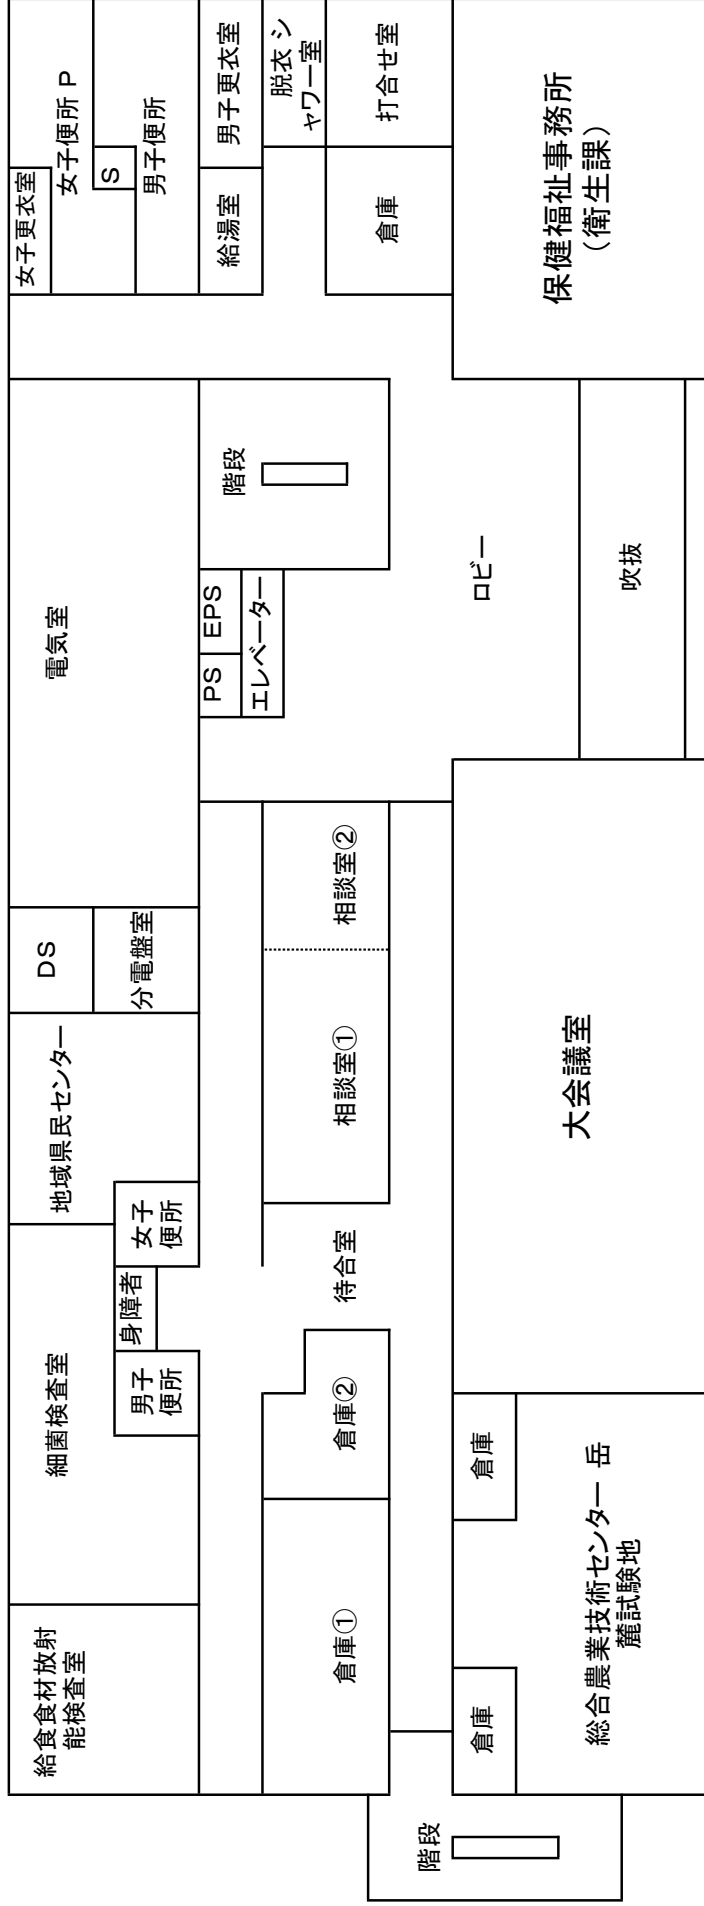 給食食材放射
能検査室
細菌検査室
男子
便所
身障者
女子
便所
地域県民センター
DS
分電盤室
電気室
女子更衣室
女子便所 P
S
男子便所
PS
EPS
エレベーター
階段
給湯室
男子更衣室
脱衣 シ
ャワー室
倉庫①
倉庫②
待合室
相談室①
相談室②
倉庫
打合せ室
階段
ロビー
倉庫
倉庫
総合農業技術センター 岳
麓試験地
大会議室
吹抜
保健福祉事務所
（衛生課）